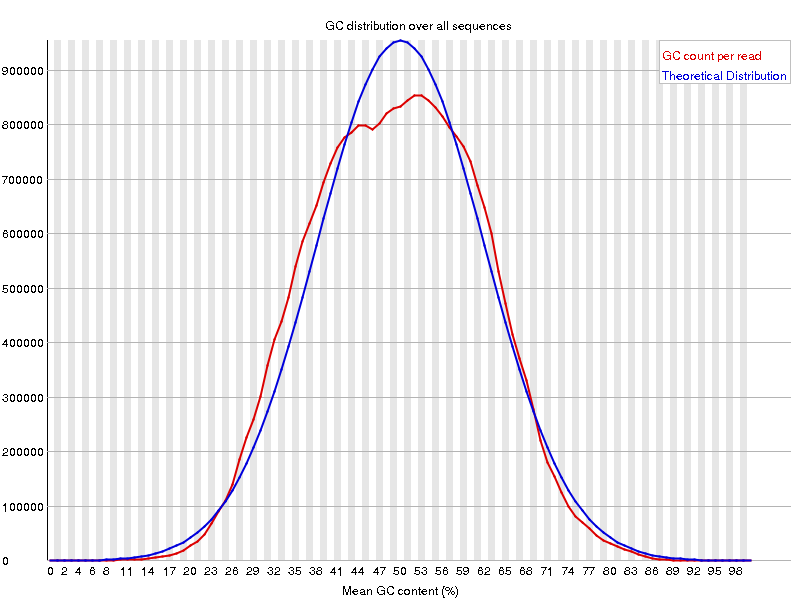 GC distribution over all sequences
GC count per read
Theoretical Distribution
900000
800000
700000
600000
500000
400000
300000
200000
100000
0
0 2 4 6 8 11 14 17 20 23 26 29 32 35 38 41 44 47 50 53 56 59 62 65 68 71 74 77 80 83 86 89 92 95 98
Mean GC content (%)